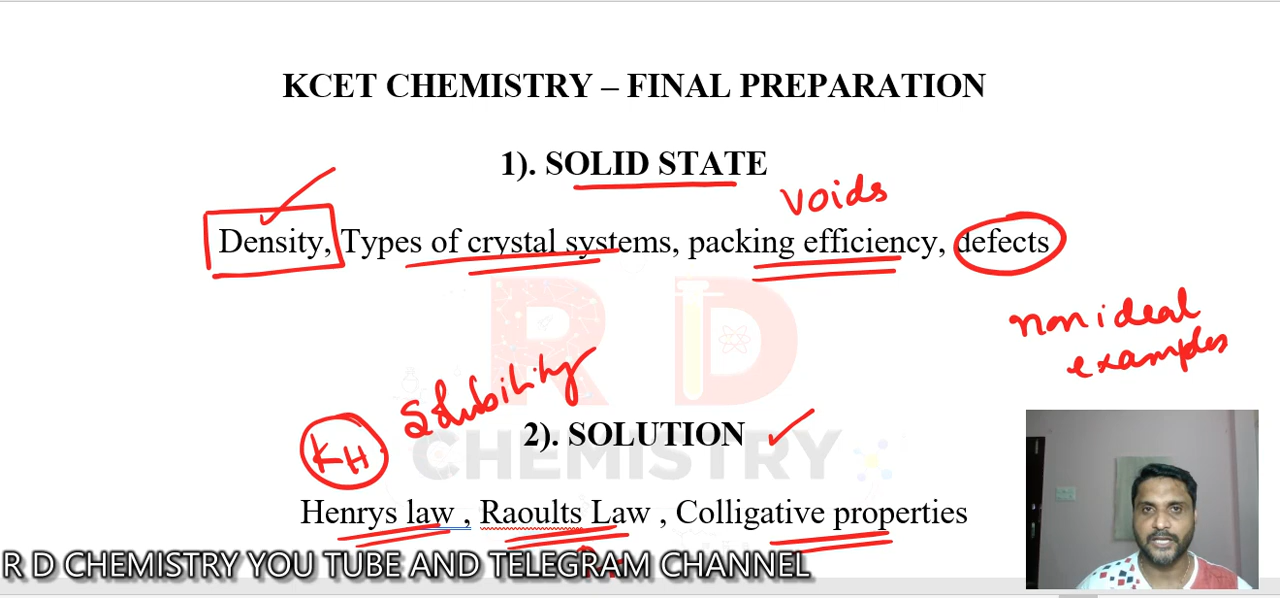 KCET CHEMISTRY – FINAL PREPARATION
1). SOLID STATE
voids
Density, Types of crystal systems, packing efficiency, defects
non ideal
examples
R D
Solubility
KH
2). SOLUTION
CHEMISTRY
Henrys law , Raoults Law , Colligative properties
R D CHEMISTRY YOU TUBE AND TELEGRAM CHANNEL